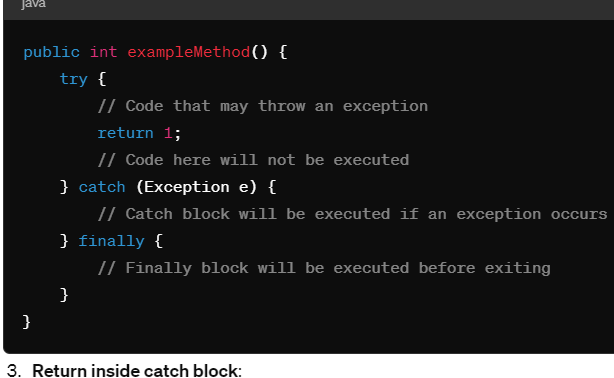 java
public int exampleMethod() {
    try {
        // Code that may throw an exception
        return 1;
        // Code here will not be executed
    } catch (Exception e) {
        // Catch block will be executed if an exception occurs
    } finally {
        // Finally block will be executed before exiting
    }
}
3. Return inside catch block: